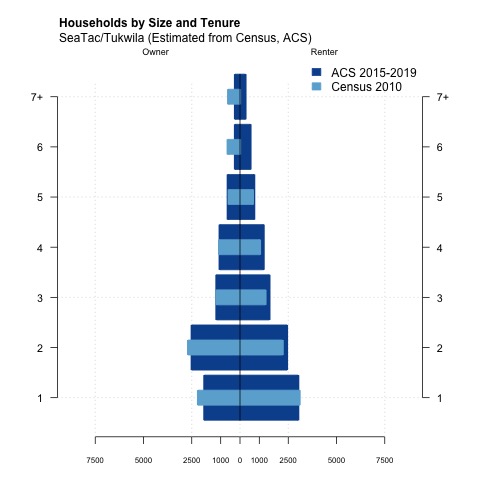 Households by Size and Tenure
SeaTac/Tukwila (Estimated from Census, ACS)
Owner Renter
ACS 2015-2019
Census 2010
7+ 7+
6 6
5 5
4 4
3 3
2 2
1 1
7500 5000 2500 1000 0 1000 2500 5000 7500